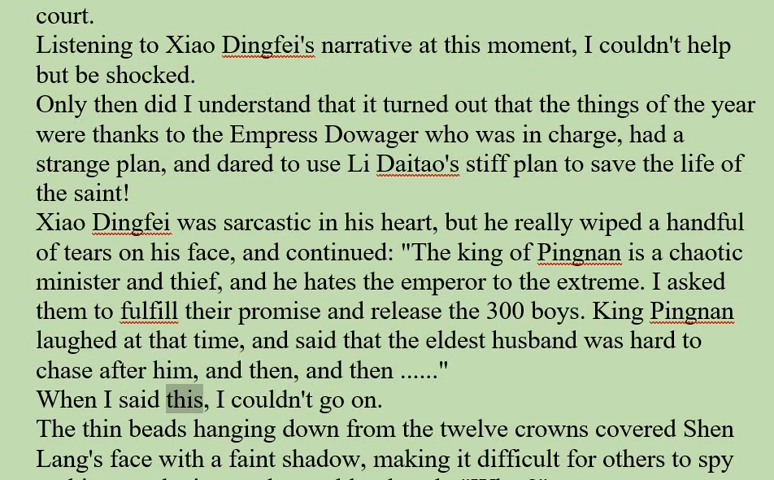 court.
Listening to Xiao Dingfei's narrative at this moment, I couldn't help
but be shocked.
Only then did I understand that it turned out that the things of the year
were thanks to the Empress Dowager who was in charge, had a
strange plan, and dared to use Li Daitao's stiff plan to save the life of
the saint!
Xiao Dingfei was sarcastic in his heart, but he really wiped a handful
of tears on his face, and continued: "The king of Pingnan is a chaotic
minister and thief, and he hates the emperor to the extreme. I asked
them to fulfill their promise and release the 300 boys. King Pingnan
laughed at that time, and said that the eldest husband was hard to
chase after him, and then, and then ......"
When I said this, I couldn't go on.
The thin beads hanging down from the twelve crowns covered Shen
Lang's face with a faint shadow, making it difficult for others to spy